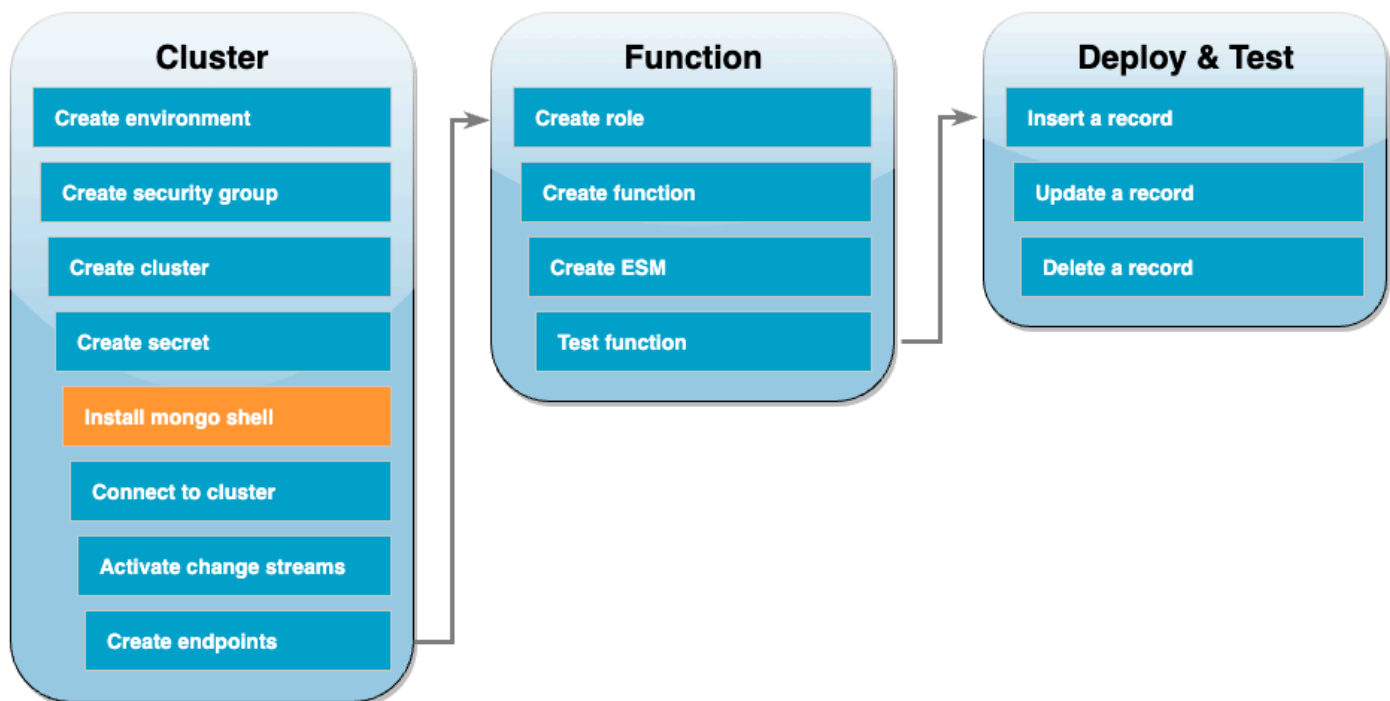 Cluster
Create environment
Create security group
Create cluster
Create secret
Install mongo shell
Connect to cluster
Activate change streams
Create endpoints
Function
Create role
Create function
Create ESM
Test function
Deploy & Test
Insert a record
Update a record
Delete a record